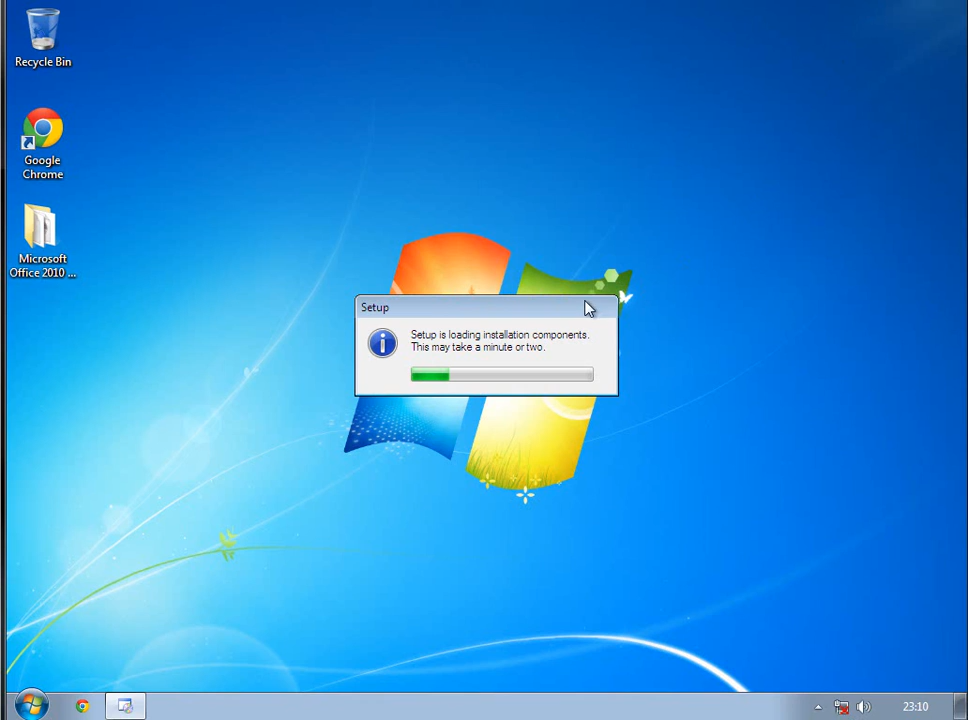 Recycle Bin
Google
Chrome
Microsoft
Office 2010 ...
Setup
Setup is loading installation components.
This may take a minute or two.
23:10